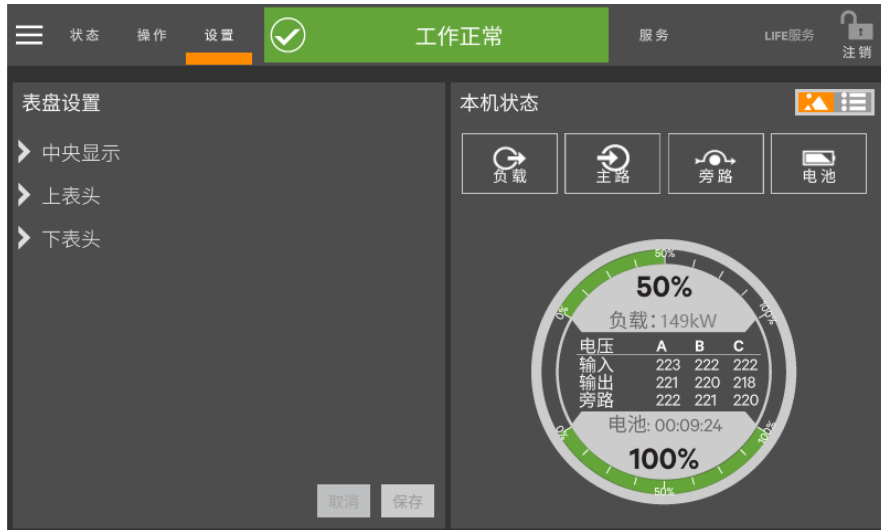 状态 操作 设置 工作正常 服务 LIFE服务 注销
表盘设置
中央显示
上表头
下表头
取消 保存
本机状态
负载 主路 旁路 电池
50%
0% 100%
50%
负载：149kW
电压 A B C
输入 223 222 222
输出 221 220 218
旁路 222 221 220
电池: 00:09:24
0% 100%
100%
50%